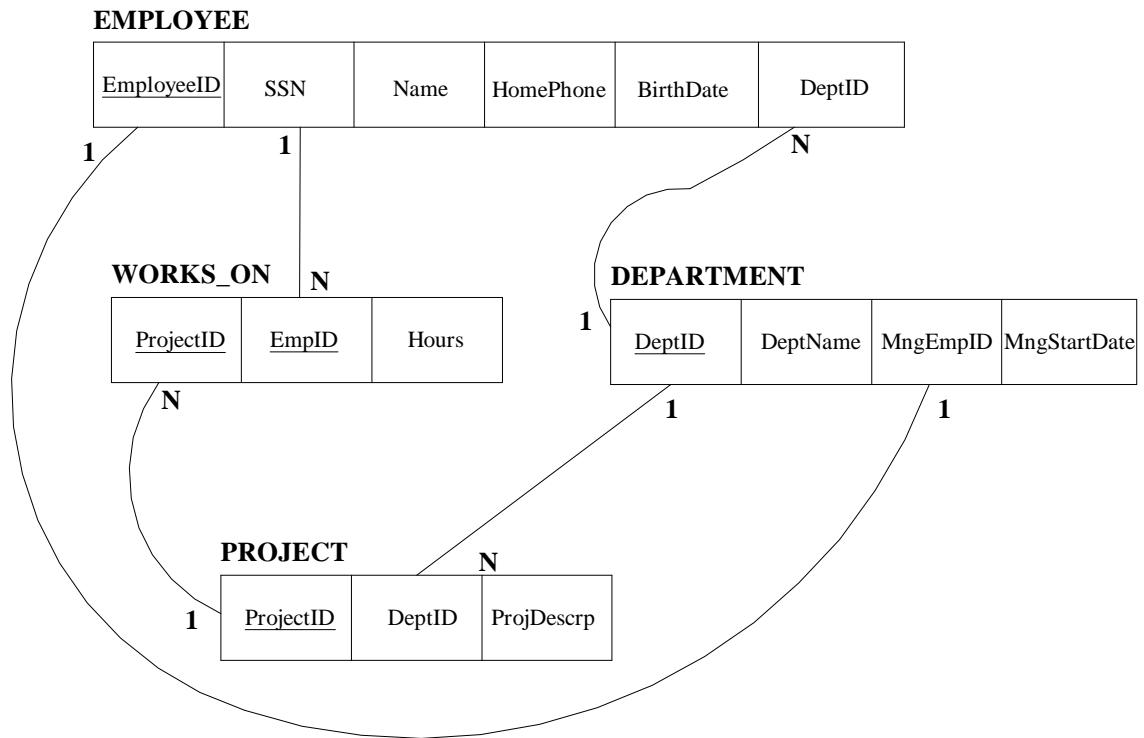 EMPLOYEE
EmployeeID SSN Name HomePhone BirthDate DeptID
1 1 N
WORKS_ON N DEPARTMENT
1
ProjectID EmpID Hours DeptID DeptName MngEmpID MngStartDate
N 1 1
PROJECT N
1 ProjectID DeptID ProjDescrp